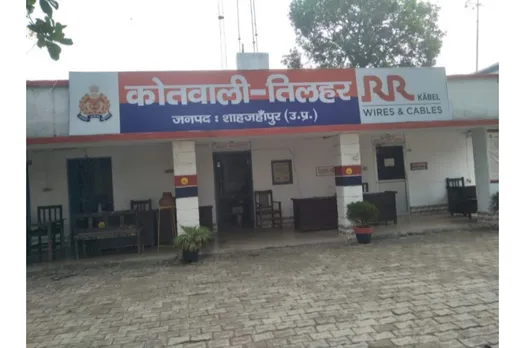 कोतवाली-तिलहर
जनपद : शाहजहाँपुर (उ.प्र.)
RR
KABEL
WIRES & CABLES